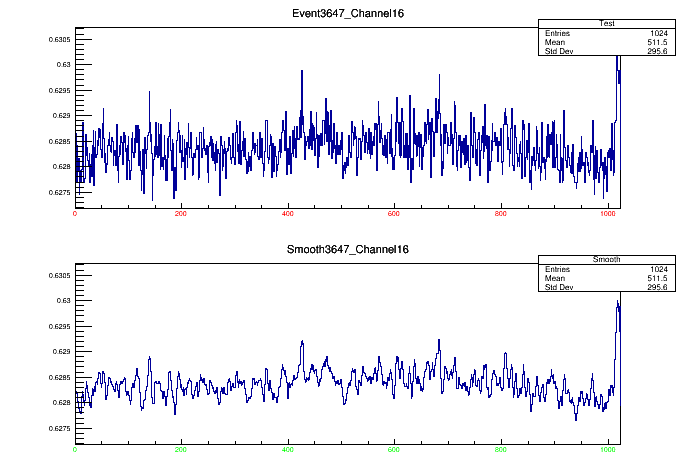 Event3647_Channel16
Test
Entries 1024
Mean 511.5
Std Dev 295.6
0.6305
0.63
0.6295
0.629
0.6285
0.628
0.6275
0 200 400 600 800 1000
Smooth3647_Channel16
Smooth
Entries 1024
Mean 511.5
Std Dev 295.6
0.6305
0.63
0.6295
0.629
0.6285
0.628
0.6275
0 200 400 600 800 1000